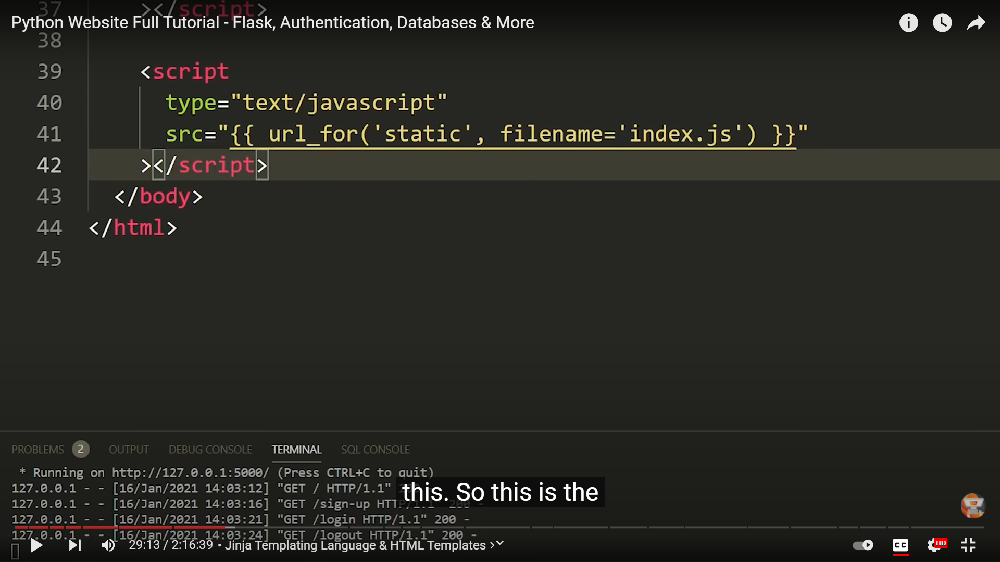 37 ></script>
Python Website Full Tutorial - Flask, Authentication, Databases & More
38
39 <script
40 type="text/javascript"
41 src="{{ url_for('static', filename='index.js') }}"
42 ></script>
43 </body>
44 </html>
45
PROBLEMS 2 OUTPUT DEBUG CONSOLE TERMINAL SQL CONSOLE
* Running on http://127.0.0.1:5000/ (Press CTRL+C to quit)
127.0.0.1 - - [16/Jan/2021 14:03:12] "GET / HTTP/1.1"
this. So this is the
127.0.0.1 - - [16/Jan/2021 14:03:16] "GET /sign-up HTTP/1.1" 200 -
127.0.0.1 - - [16/Jan/2021 14:03:21] "GET /login HTTP/1.1" 200 -
127.0.0.1 - - [16/Jan/2021 14:03:24] "GET /logout HTTP/1.1" 200 -
29:13 / 2:16:39 • Jinja Templating Language & HTML Templates CC HD